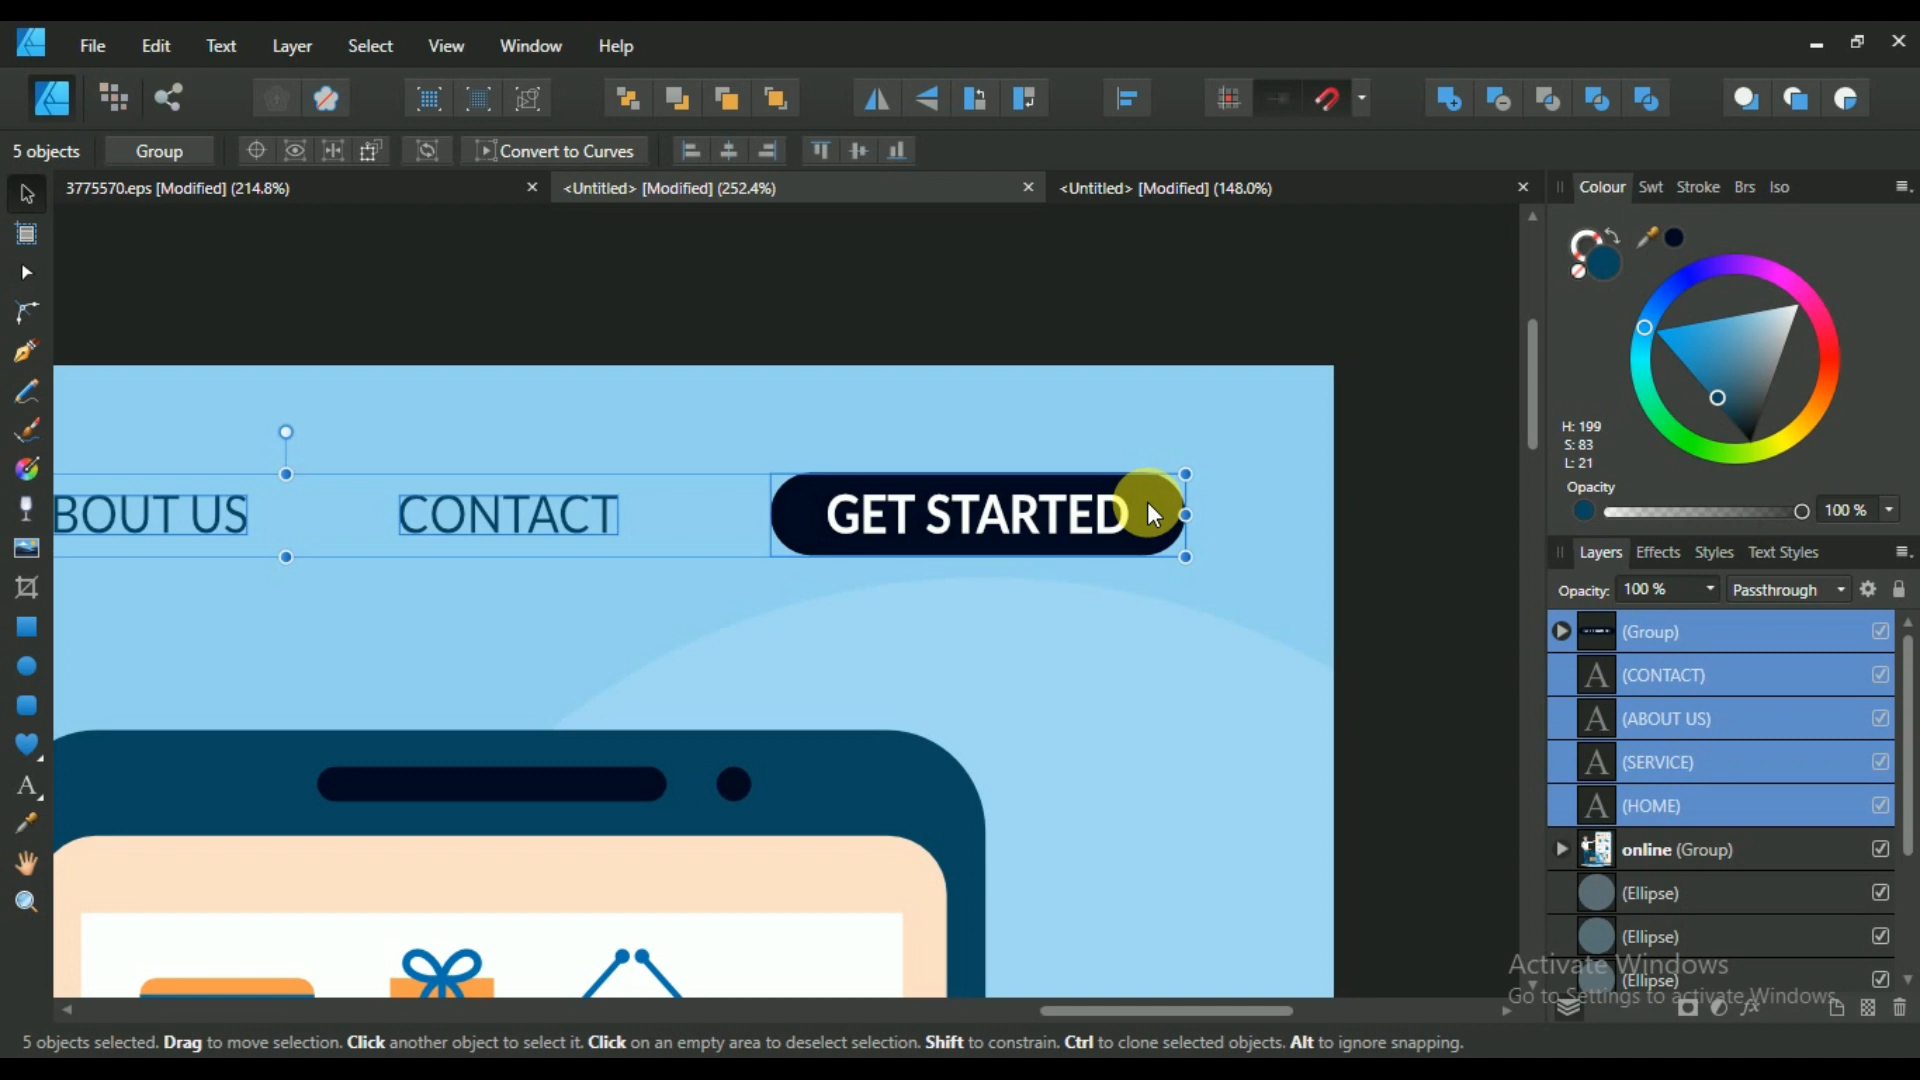 File Edit Text Layer Select View Window Help
5 objects Group Convert to Curves
3775570.eps [Modified] (214.8%) <Untitled> [Modified] (252.4%) <Untitled> [Modified] (148.0%)
Colour Swt Stroke Brs Iso
H: 199
S: 83
L: 21
Opacity
100 %
BOUT US CONTACT GET STARTED
Layers Effects Styles Text Styles
Opacity: 100 % Passthrough
(Group)
A (CONTACT)
A (ABOUT US)
A (SERVICE)
A (HOME)
online (Group)
(Ellipse)
(Ellipse)
(Ellipse)
Activate Windows
Go to Settings to activate Windows.
5 objects selected. Drag to move selection. Click another object to select it. Click on an empty area to deselect selection. Shift to constrain. Ctrl to clone selected objects. Alt to ignore snapping.